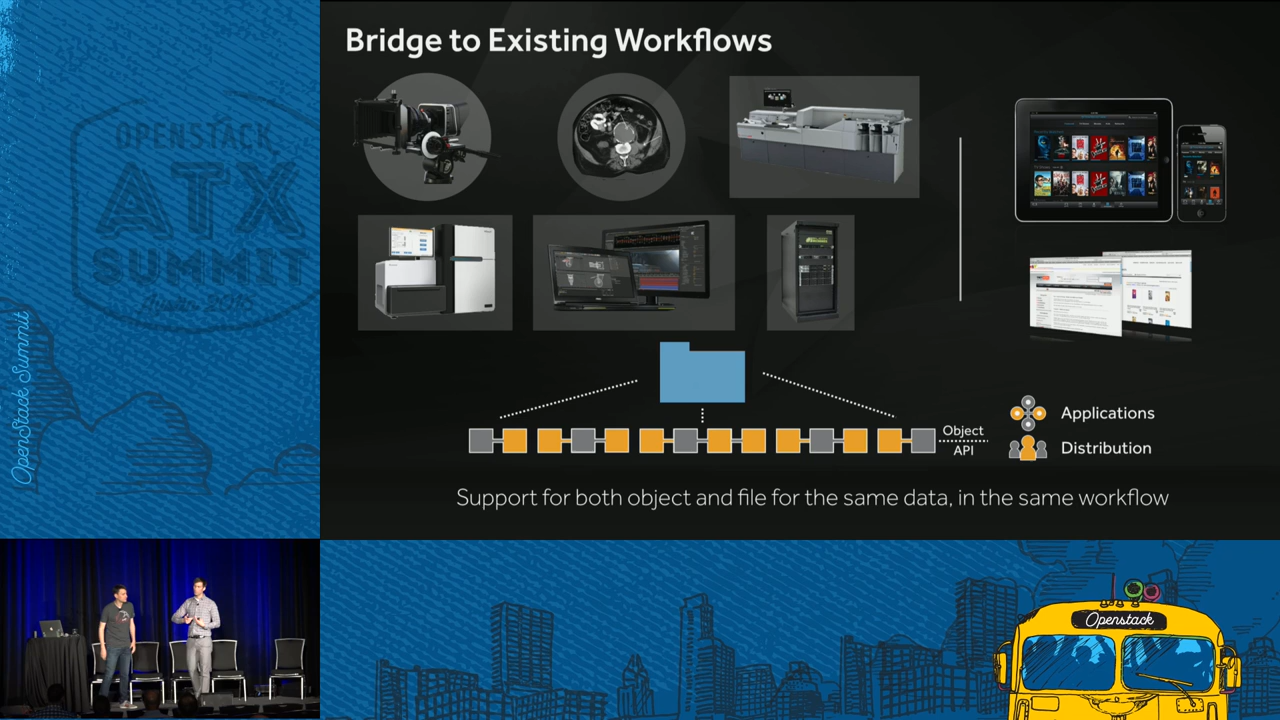 Bridge to Existing Workflows
OPENSTACK
ATX
SUMMIT
OpenStack Summit
Object
API
Applications
Distribution
Support for both object and file for the same data, in the same workflow
Openstack